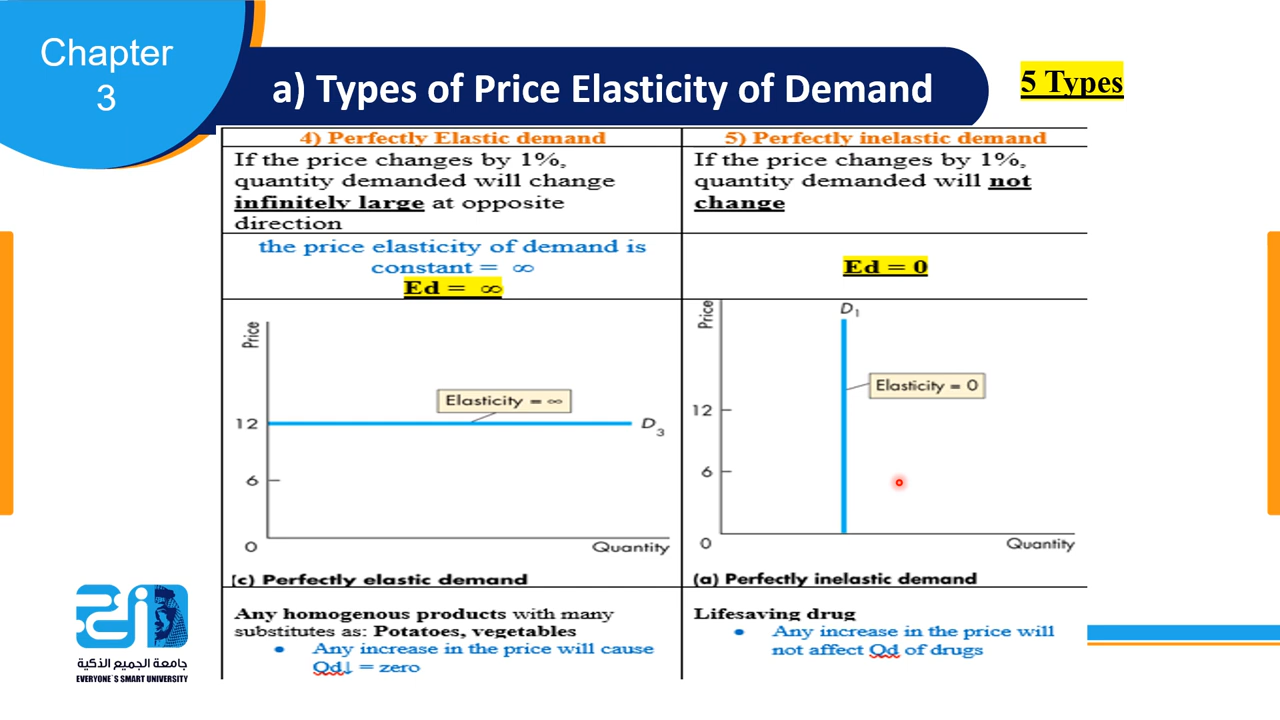 Chapter
3
a) Types of Price Elasticity of Demand
5 Types
4) Perfectly Elastic demand
If the price changes by 1%,
quantity demanded will change
infinitely large at opposite
direction
the price elasticity of demand is
constant = ∞
Ed = ∞
Price
Elasticity = ∞
12
D3
6
0
Quantity
(c) Perfectly elastic demand
Any homogenous products with many
substitutes as: Potatoes, vegetables
• Any increase in the price will cause
Qd↓ = zero
5) Perfectly inelastic demand
If the price changes by 1%,
quantity demanded will not
change
Ed = 0
Price
D1
Elasticity = 0
12
6
0
Quantity
(a) Perfectly inelastic demand
Lifesaving drug
• Any increase in the price will
not affect Qd of drugs
جامعة الجميع الذكية
EVERYONE`S SMART UNIVERSITY